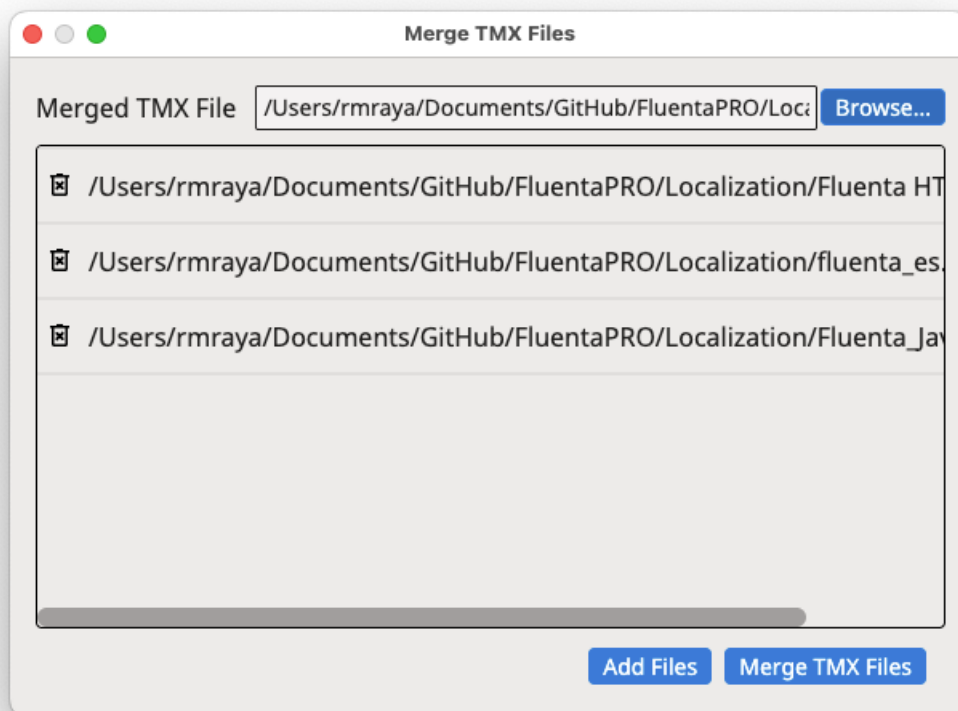 Merge TMX Files
Merged TMX File /Users/rmraya/Documents/GitHub/FluentaPRO/Loca Browse...
/Users/rmraya/Documents/GitHub/FluentaPRO/Localization/Fluenta HT
/Users/rmraya/Documents/GitHub/FluentaPRO/Localization/fluenta_es.
/Users/rmraya/Documents/GitHub/FluentaPRO/Localization/Fluenta_Jav
Add Files Merge TMX Files